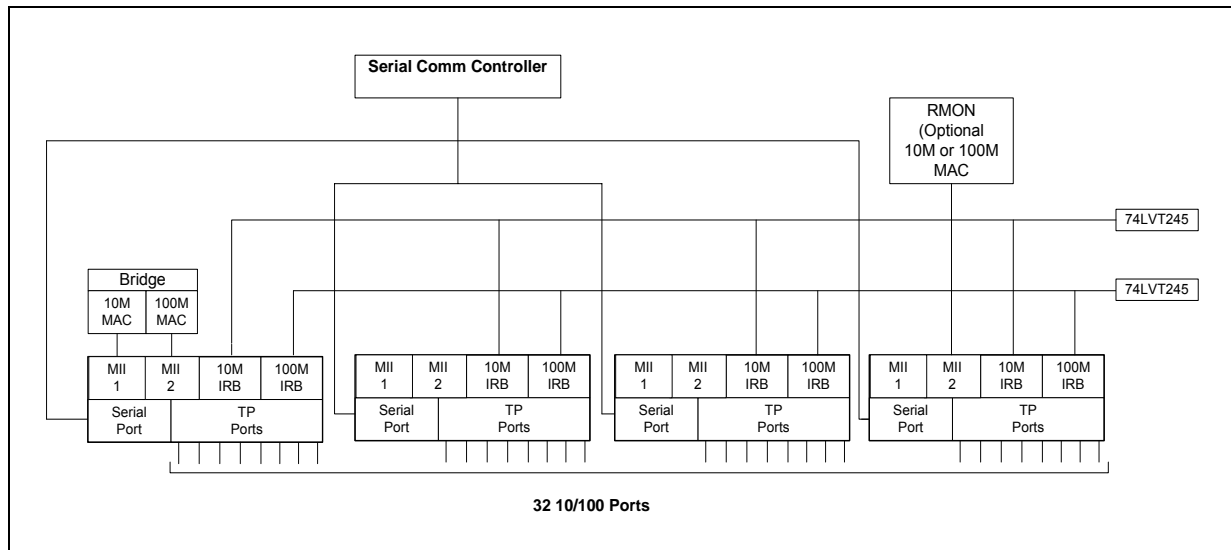 Serial Comm Controller
RMON
(Optional
10M or 100M
MAC
74LVT245
74LVT245
Bridge
10M
MAC
100M
MAC
MII
1
MII
2
10M
IRB
100M
IRB
Serial
Port
TP
Ports
MII
1
MII
2
10M
IRB
100M
IRB
Serial
Port
TP
Ports
MII
1
MII
2
10M
IRB
100M
IRB
Serial
Port
TP
Ports
MII
1
MII
2
10M
IRB
100M
IRB
Serial
Port
TP
Ports
32 10/100 Ports